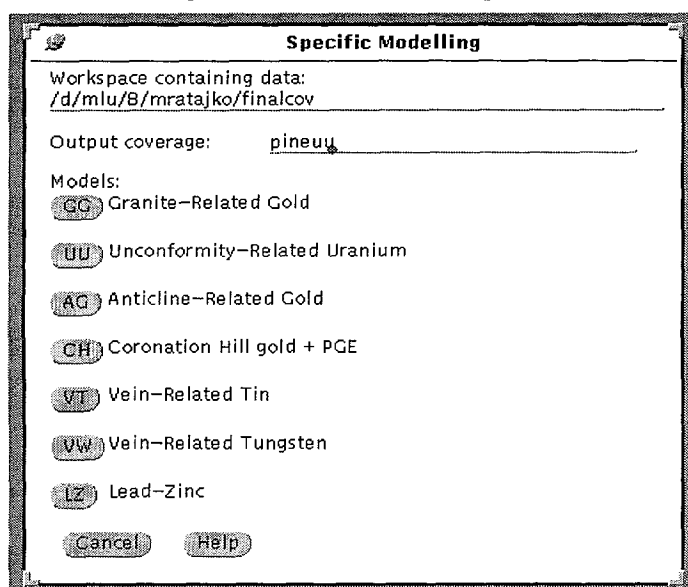 Specific Modelling
Workspace containing data:
/d/mlu/B/mratajko/finalcov
Output coverage: pineuu
Models:
GG Granite-Related Gold
UU Unconformity-Related Uranium
AG Anticline-Related Gold
CH Coronation Hill gold + PGE
VT Vein-Related Tin
VW Vein-Related Tungsten
LZ Lead-Zinc
Cancel Help